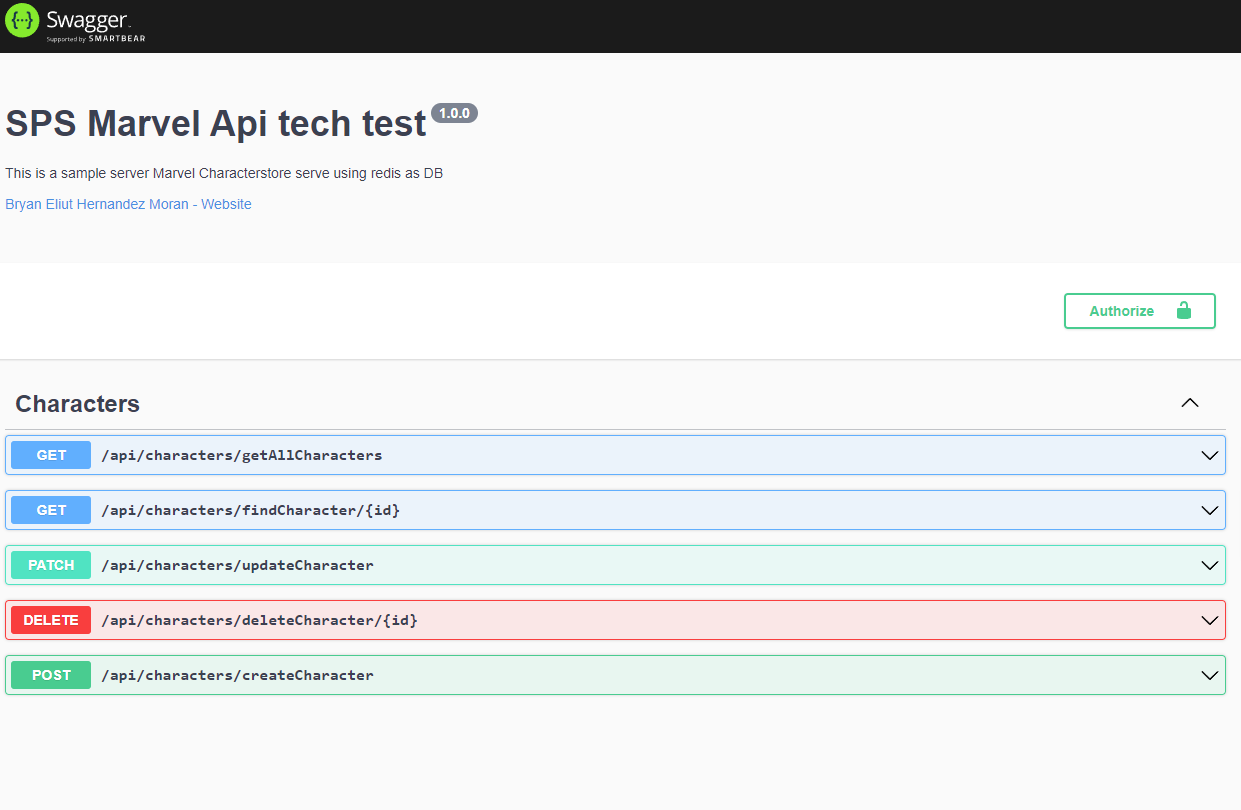 Swagger
Supported by SMARTBEAR
SPS Marvel Api tech test 1.0.0
This is a sample server Marvel Characterstore serve using redis as DB
Bryan Eliut Hernandez Moran - Website
Authorize
Characters
GET /api/characters/getAllCharacters
GET /api/characters/findCharacter/{id}
PATCH /api/characters/updateCharacter
DELETE /api/characters/deleteCharacter/{id}
POST /api/characters/createCharacter